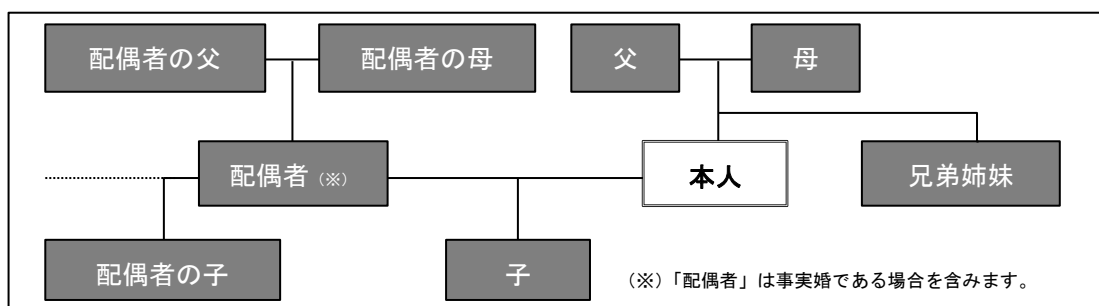 配偶者の父 配偶者の母 父 母
配偶者（※） 本人 兄弟姉妹
配偶者の子 子 （※）「配偶者」は事実婚である場合を含みます。